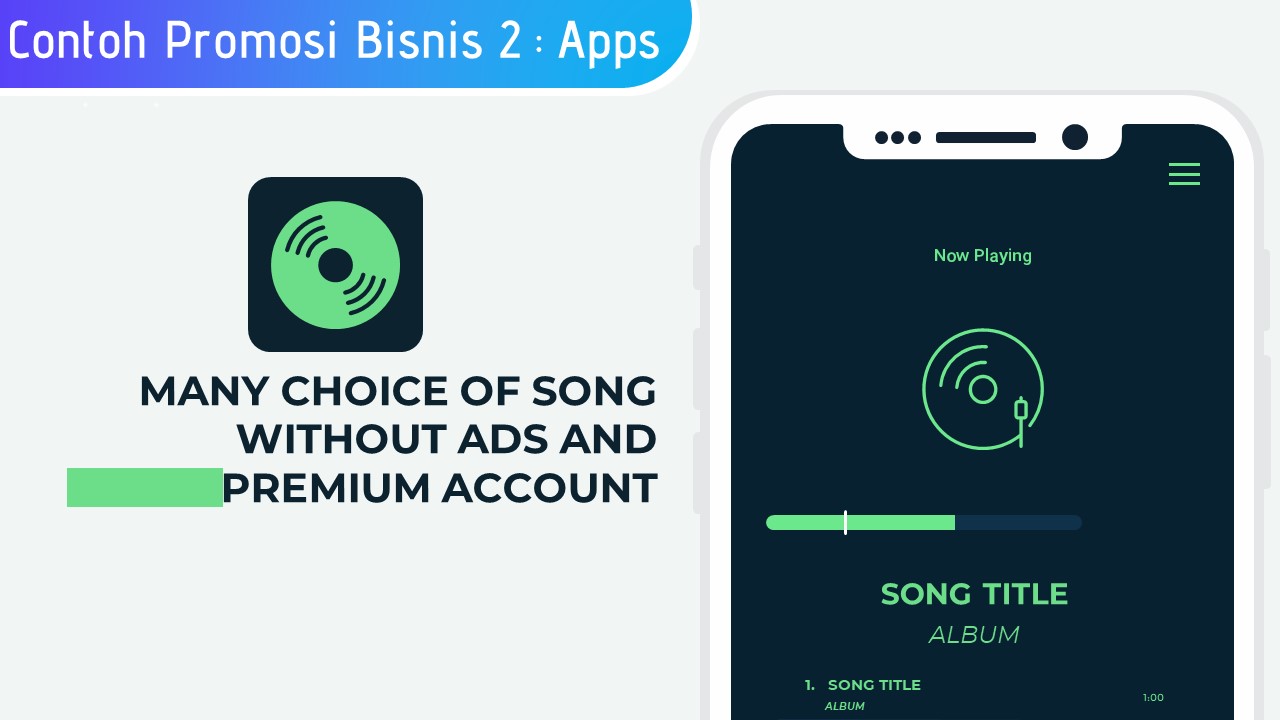 Contoh Promosi Bisnis 2 : Apps
MANY CHOICE OF SONG
WITHOUT ADS AND
PREMIUM ACCOUNT
Now Playing
SONG TITLE
ALBUM
1. SONG TITLE
ALBUM
1:00